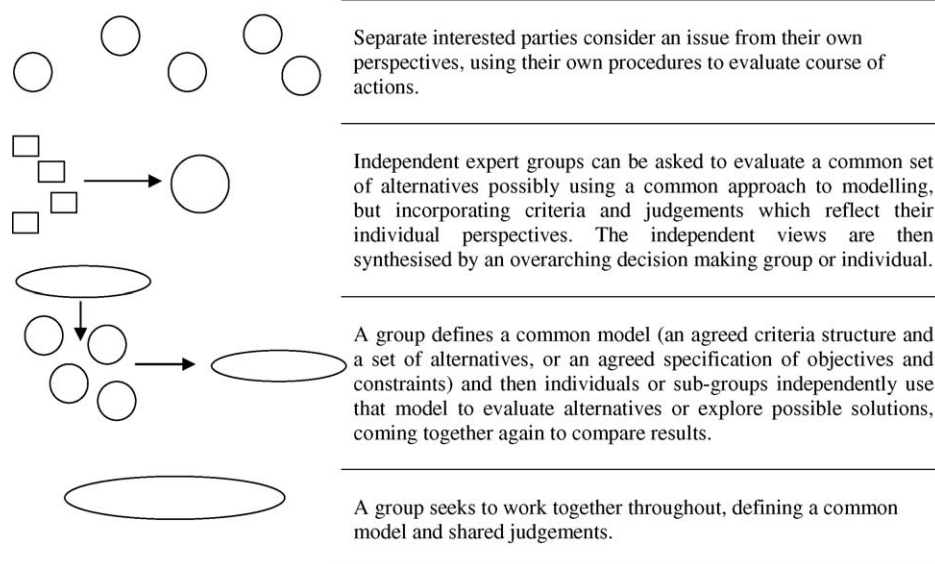 Separate interested parties consider an issue from their own
perspectives, using their own procedures to evaluate course of
actions.
Independent expert groups can be asked to evaluate a common set
of alternatives possibly using a common approach to modelling,
but incorporating criteria and judgements which reflect their
individual perspectives. The independent views are then
synthesised by an overarching decision making group or individual.
A group defines a common model (an agreed criteria structure and
a set of alternatives, or an agreed specification of objectives and
constraints) and then individuals or sub-groups independently use
that model to evaluate alternatives or explore possible solutions,
coming together again to compare results.
A group seeks to work together throughout, defining a common
model and shared judgements.